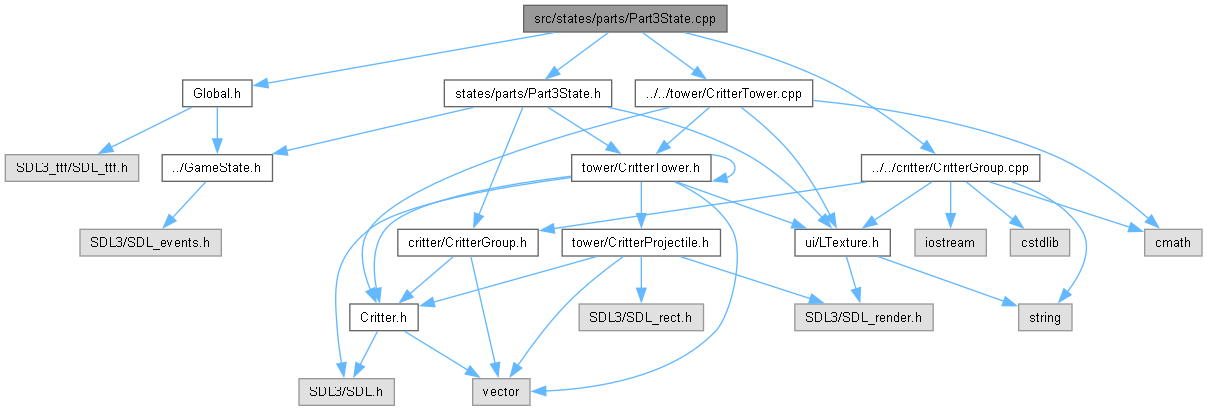 src/states/parts/Part3State.cpp
Global.h
states/parts/Part3State.h
../../tower/CritterTower.cpp
SDL3_ttf/SDL_ttf.h
../GameState.h
tower/CritterTower.h
../../critter/CritterGroup.cpp
SDL3/SDL_events.h
critter/CritterGroup.h
tower/CritterProjectile.h
ui/LTexture.h
iostream
cstdlib
cmath
Critter.h
SDL3/SDL_rect.h
SDL3/SDL_render.h
string
SDL3/SDL.h
vector